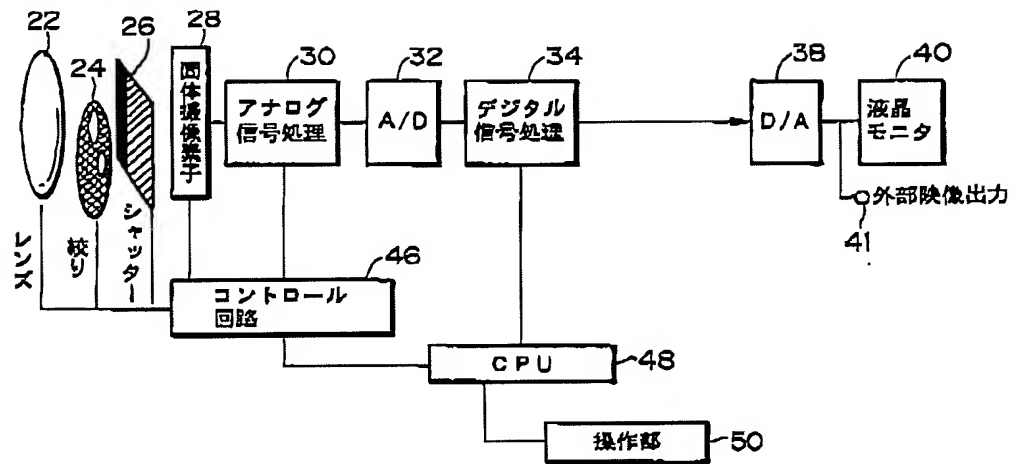 22
24
26
28
30
32
34
38
40
固体撮像素子
アナログ
信号処理
A/D
デジタル
信号処理
D/A
液晶
モニタ
外部映像出力
41
レンズ
絞り
シャッター
46
コントロール
回路
CPU
48
操作部
50